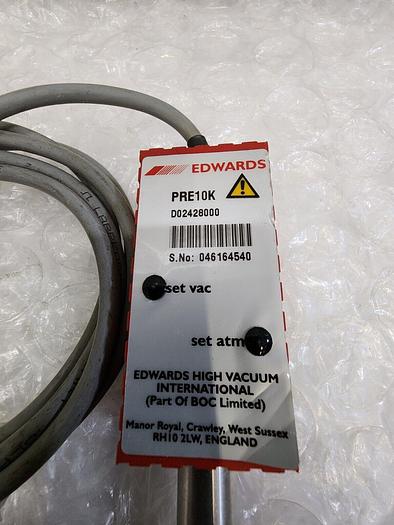 EDWARDS
PRE10K
D02428000
S.No: 046164540
set vac
set atm
EDWARDS HIGH VACUUM
INTERNATIONAL
(Part Of BOC Limited)
Manor Royal, Crawley, West Sussex
RH10 2LW, ENGLAND